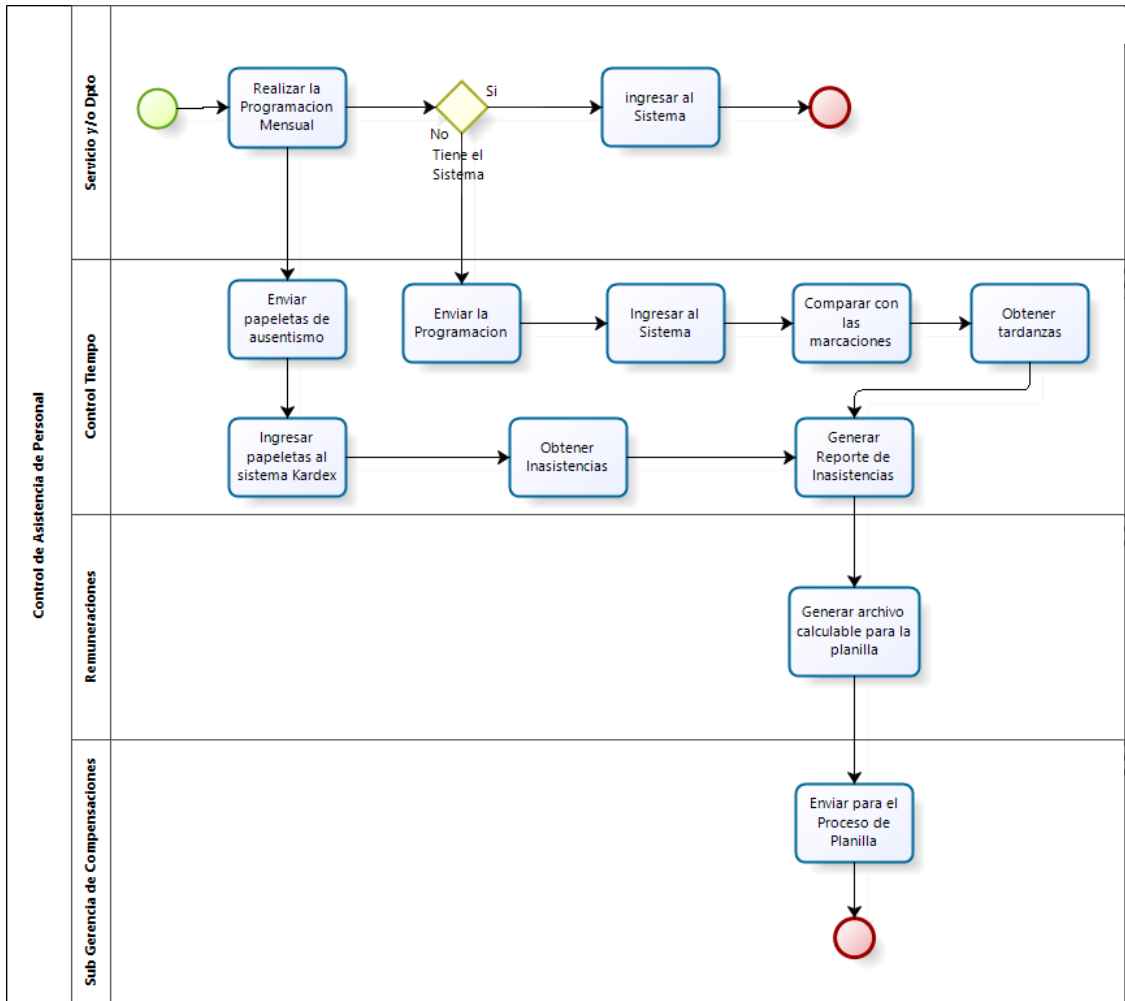 Control de Asistencia de Personal
Servicio y/o Dpto
Realizar la
Programacion
Mensual
Si
No
Tiene el
Sistema
ingresar al
Sistema
Control Tiempo
Enviar
papeletas de
ausentismo
Enviar la
Programacion
Ingresar al
Sistema
Comparar con
las
marcaciones
Obtener
tardanzas
Ingresar
papeletas al
sistema Kardex
Obtener
Inasistencias
Generar
Reporte de
Inasistencias
Remuneraciones
Generar archivo
calculable para la
planilla
Sub Gerencia de Compensaciones
Enviar para el
Proceso de
Planilla